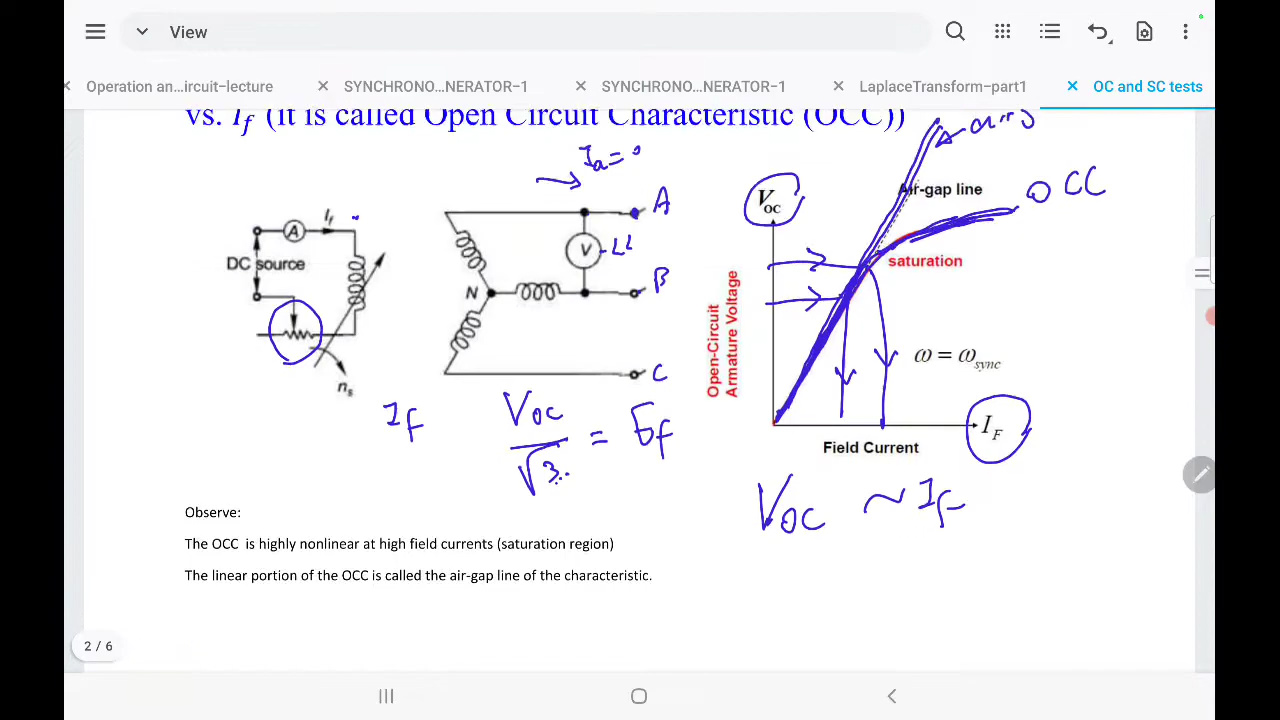 View
Operation an...ircuit-lecture
SYNCHRONO...NERATOR-1
SYNCHRONO...NERATOR-1
LaplaceTransform-part1
OC and SC tests
vs. If (it is called Open Circuit Characteristic (OCC))
Ia = 0
air g
If
A
DC source
ns
A
V
LL
N
B
C
VOC
Air-gap line
OCC
saturation
Open-Circuit
Armature Voltage
ω = ωsync
IF
Field Current
IF
VOC / √3 = Ef
VOC ~ IF
Observe:
The OCC is highly nonlinear at high field currents (saturation region)
The linear portion of the OCC is called the air-gap line of the characteristic.
2 / 6